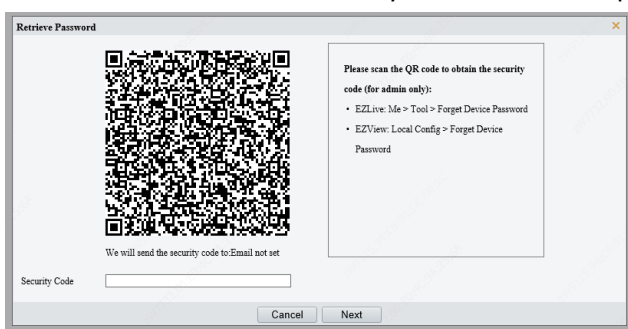 Retrieve Password
Please scan the QR code to obtain the security
code (for admin only):
• EZLive: Me > Tool > Forget Device Password
• EZView: Local Config > Forget Device
Password
We will send the security code to:Email not set
Security Code
Cancel
Next